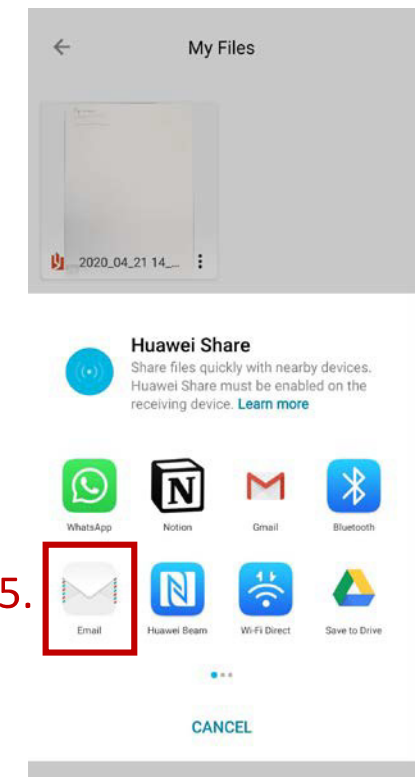 My Files
2020_04_21 14_...
Huawei Share
Share files quickly with nearby devices.
Huawei Share must be enabled on the
receiving device. Learn more
N
WhatsApp Notion Gmail Bluetooth
5.
N
Email Huawei Beam Wi-Fi Direct Save to Drive
CANCEL